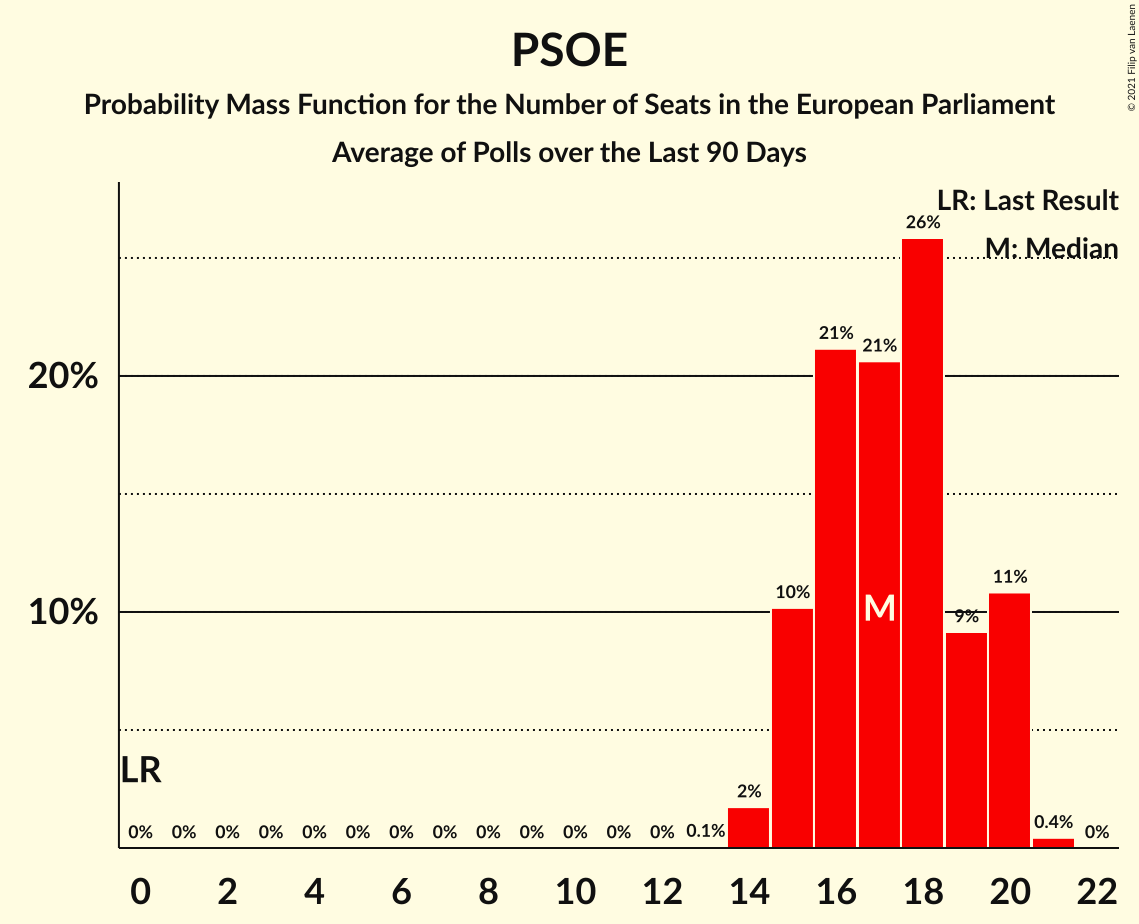 PSOE
Probability Mass Function for the Number of Seats in the European Parliament
Average of Polls over the Last 90 Days
© 2021 Filip van Laenen
LR: Last Result
M: Median
26%
21%
21%
20%
11%
10%
9%
10%
M
LR
2%
0% 0% 0% 0% 0% 0% 0% 0% 0% 0% 0% 0% 0% 0.1% 0.4% 0%
0 2 4 6 8 10 12 14 16 18 20 22